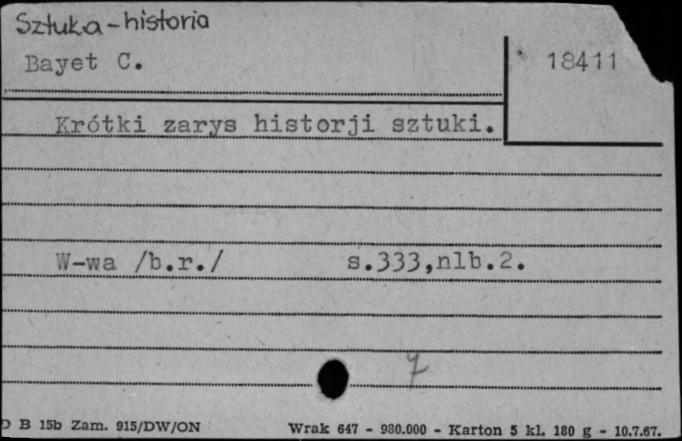 Sztuka-historia
Bayet C.
18411
Krótki zarys historji sztuki.
W-wa /b.r./ s.333,nlb.2.
D B 15b Zam. 915/DW/ON Wrak 647 - 980.000 - Karton 5 kl. 180 g - 10.7.67.